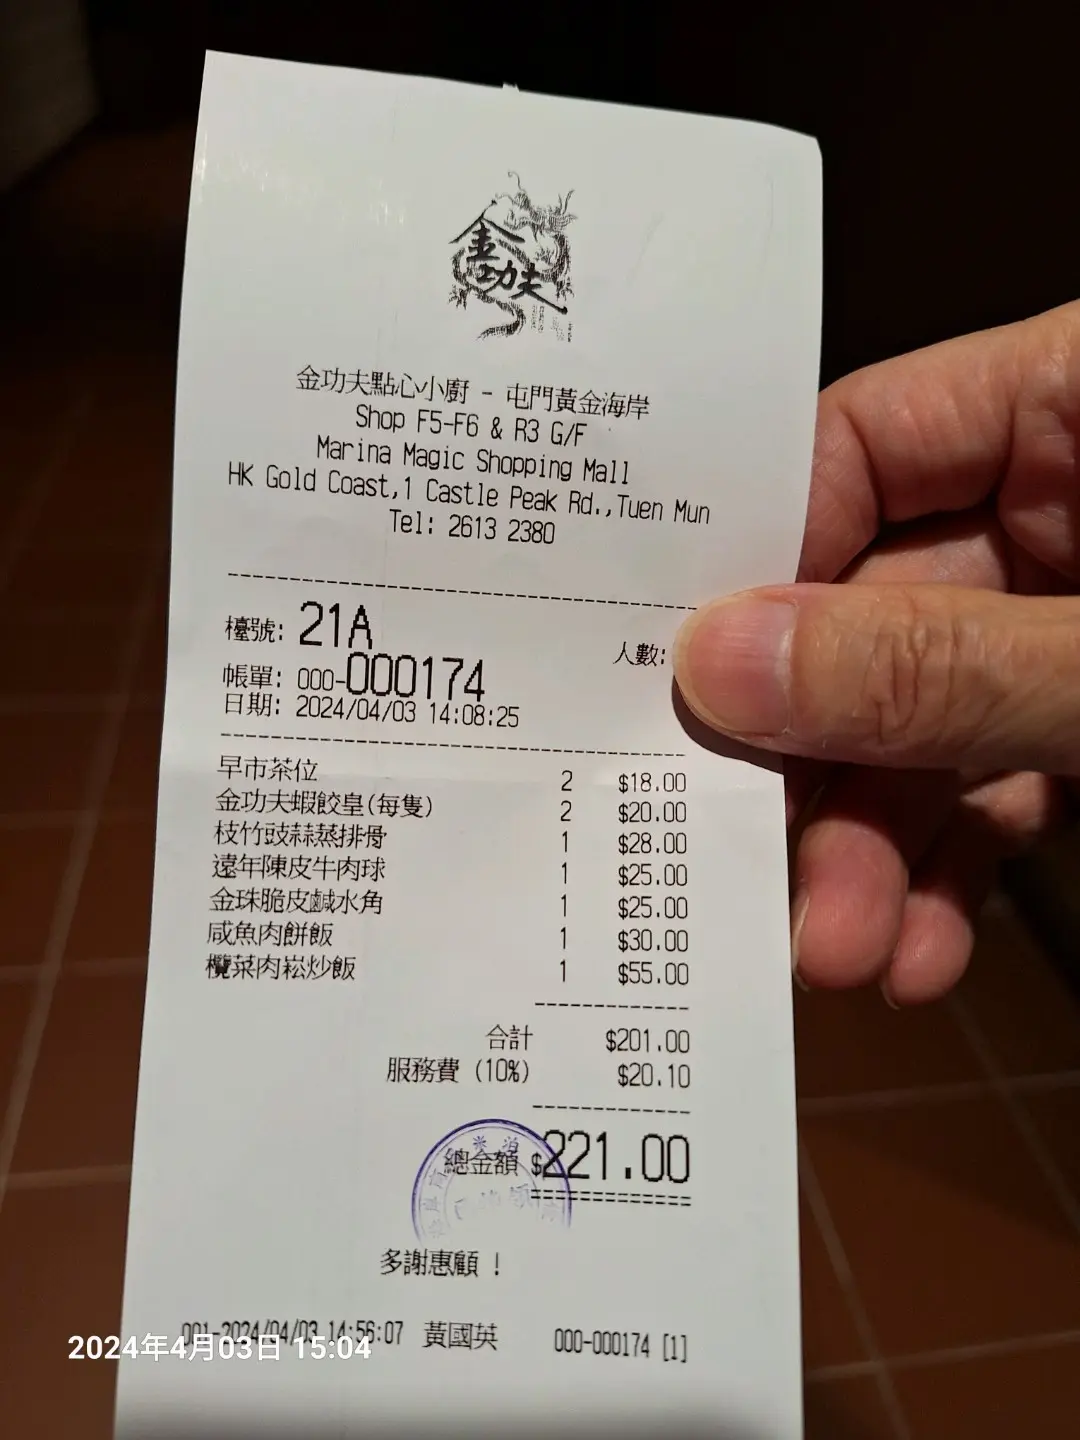 金功夫
金功夫點心小廚 - 屯門黃金海岸
Shop F5-F6 & R3 G/F
Marina Magic Shopping Mall
HK Gold Coast,1 Castle Peak Rd.,Tuen Mun
Tel: 2613 2380
檯號: 21A 人數:
帳單: 000-000174
日期: 2024/04/03 14:08:25
早市茶位 2 $18.00
金功夫蝦餃皇(每隻) 2 $20.00
枝竹豉蒜蒸排骨 1 $28.00
遠年陳皮牛肉球 1 $25.00
金珠脆皮鹹水角 1 $25.00
咸魚肉餅飯 1 $30.00
欖菜肉崧炒飯 1 $55.00
合計 $201.00
服務費 (10%) $20.10
總金額 $221.00
多謝惠顧 !
001-2024/04/03 14:56:07 黃國英 000-000174 [1]
2024年4月03日 15:04